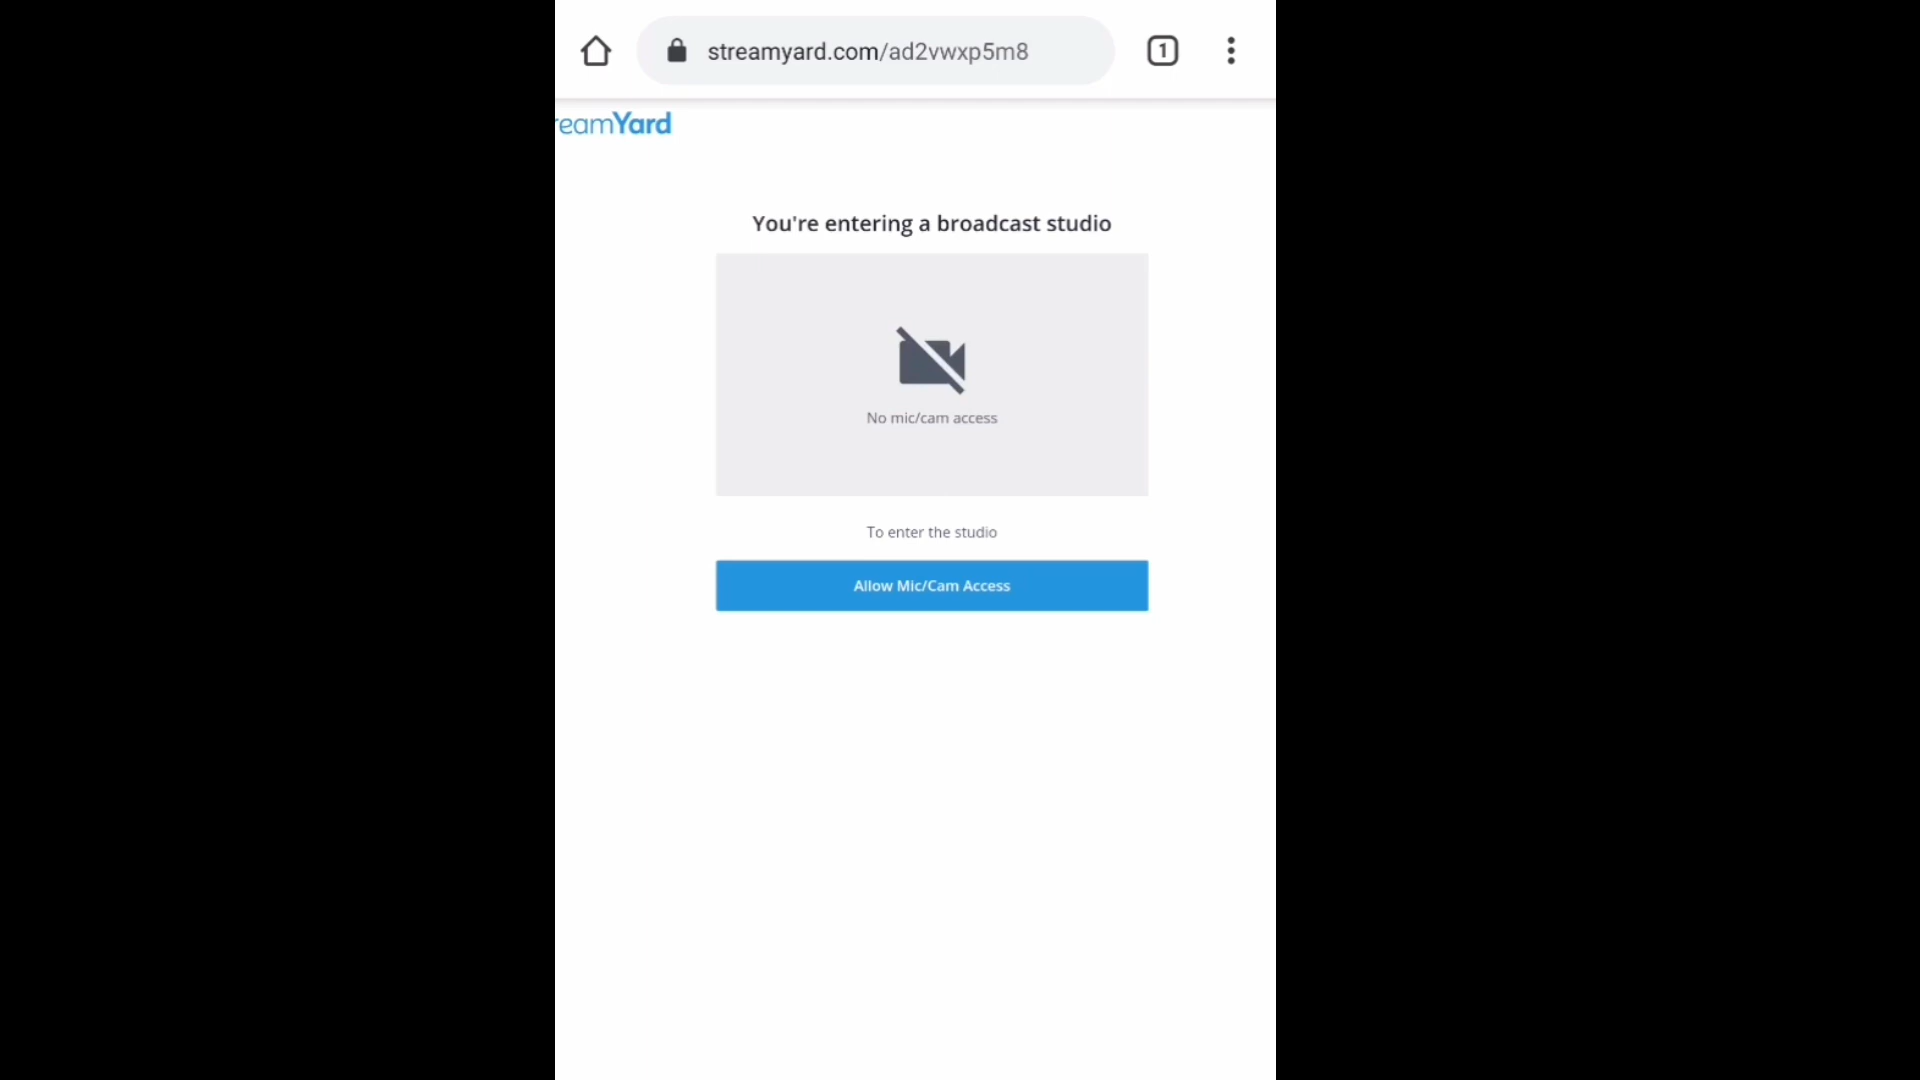 streamyard.com/ad2vwxp5m8
1
eamYard
You're entering a broadcast studio
No mic/cam access
To enter the studio
Allow Mic/Cam Access